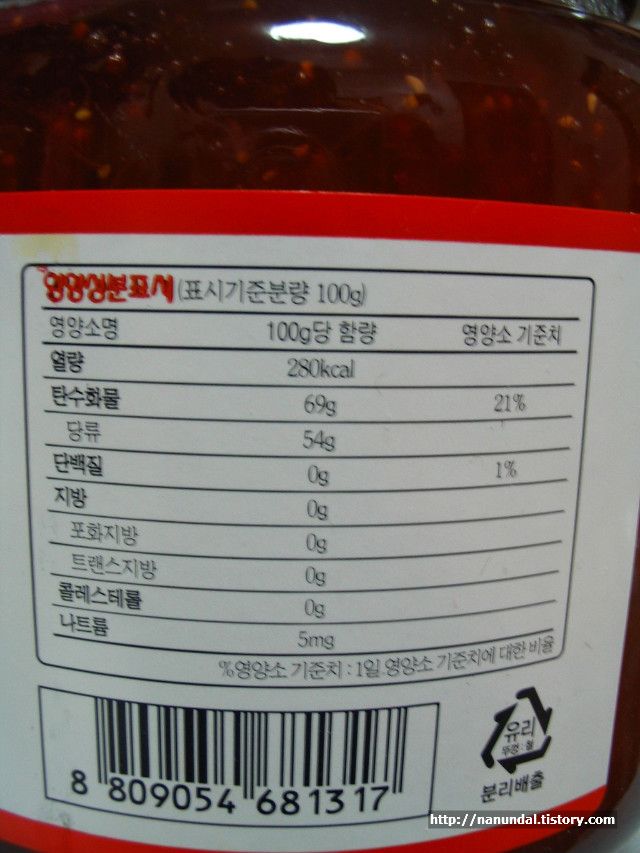 영양성분표시 (표시기준분량 100g)
영양소명 100g당 함량 영양소 기준치
열량 280kcal
탄수화물 69g 21%
당류 54g
단백질 0g 1%
지방 0g
포화지방 0g
트랜스지방 0g
콜레스테롤 0g
나트륨 5mg
%영양소 기준치 : 1일 영양소 기준치에 대한 비율
유리
뚜껑:철
분리배출
8 809054 681317
http://nanundal.tistory.com